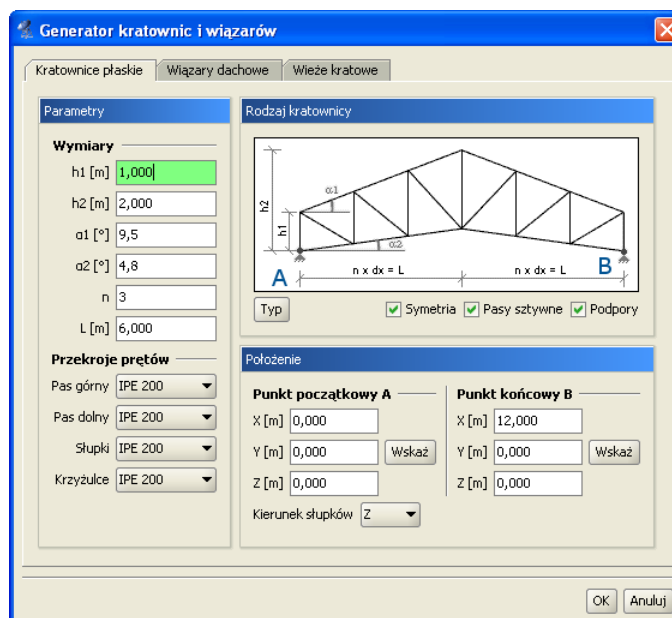 Generator kratownic i wiązarów
Kratownice płaskie Wiązary dachowe Wieże kratowe
Parametry
Wymiary
h1 [m] 1,000
h2 [m] 2,000
α1 [°] 9,5
α2 [°] 4,8
n 3
L [m] 6,000
Przekroje prętów
Pas górny IPE 200
Pas dolny IPE 200
Słupki IPE 200
Krzyżulce IPE 200
Rodzaj kratownicy
h2
h1
α1
α2
A
n x dx = L
n x dx = L
B
Typ
Symetria Pasy sztywne Podpory
Położenie
Punkt początkowy A
X [m] 0,000
Y [m] 0,000 Wskaż
Z [m] 0,000
Kierunek słupków Z
Punkt końcowy B
X [m] 12,000
Y [m] 0,000 Wskaż
Z [m] 0,000
OK Anuluj